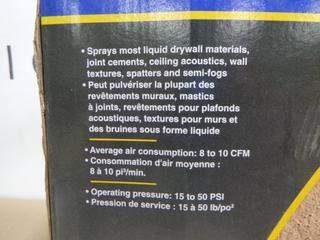 • Sprays most liquid drywall materials,
joint cements, ceiling acoustics, wall
textures, spatters and semi-fogs
• Peut pulvériser la plupart des
revêtements muraux, mastics
à joints, revêtements pour plafonds
acoustiques, textures pour murs et
des bruines sous forme liquide
• Average air consumption: 8 to 10 CFM
• Consommation d'air moyenne :
8 à 10 pi³/min.
• Operating pressure: 15 to 50 PSI
• Pression de service : 15 à 50 lb/po²